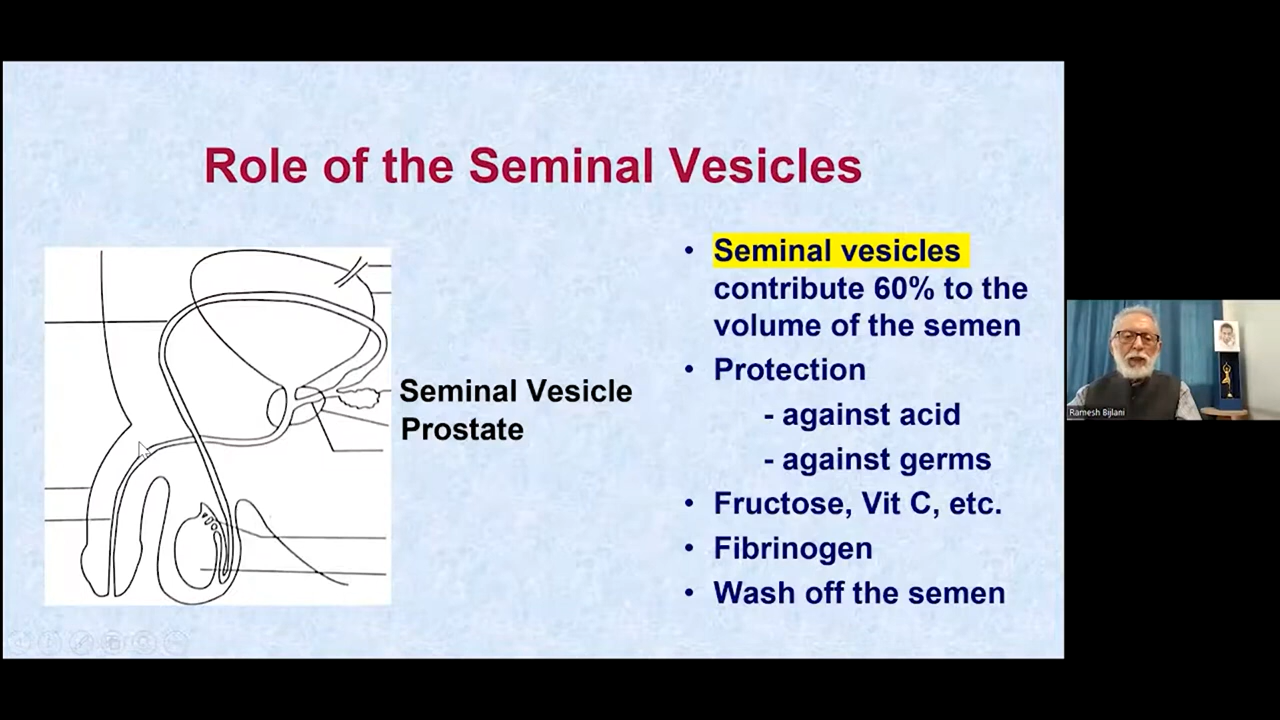 Role of the Seminal Vesicles
Seminal Vesicle
Prostate
• Seminal vesicles
contribute 60% to the
volume of the semen
• Protection
- against acid
- against germs
• Fructose, Vit C, etc.
• Fibrinogen
• Wash off the semen
Ramesh Bijlani